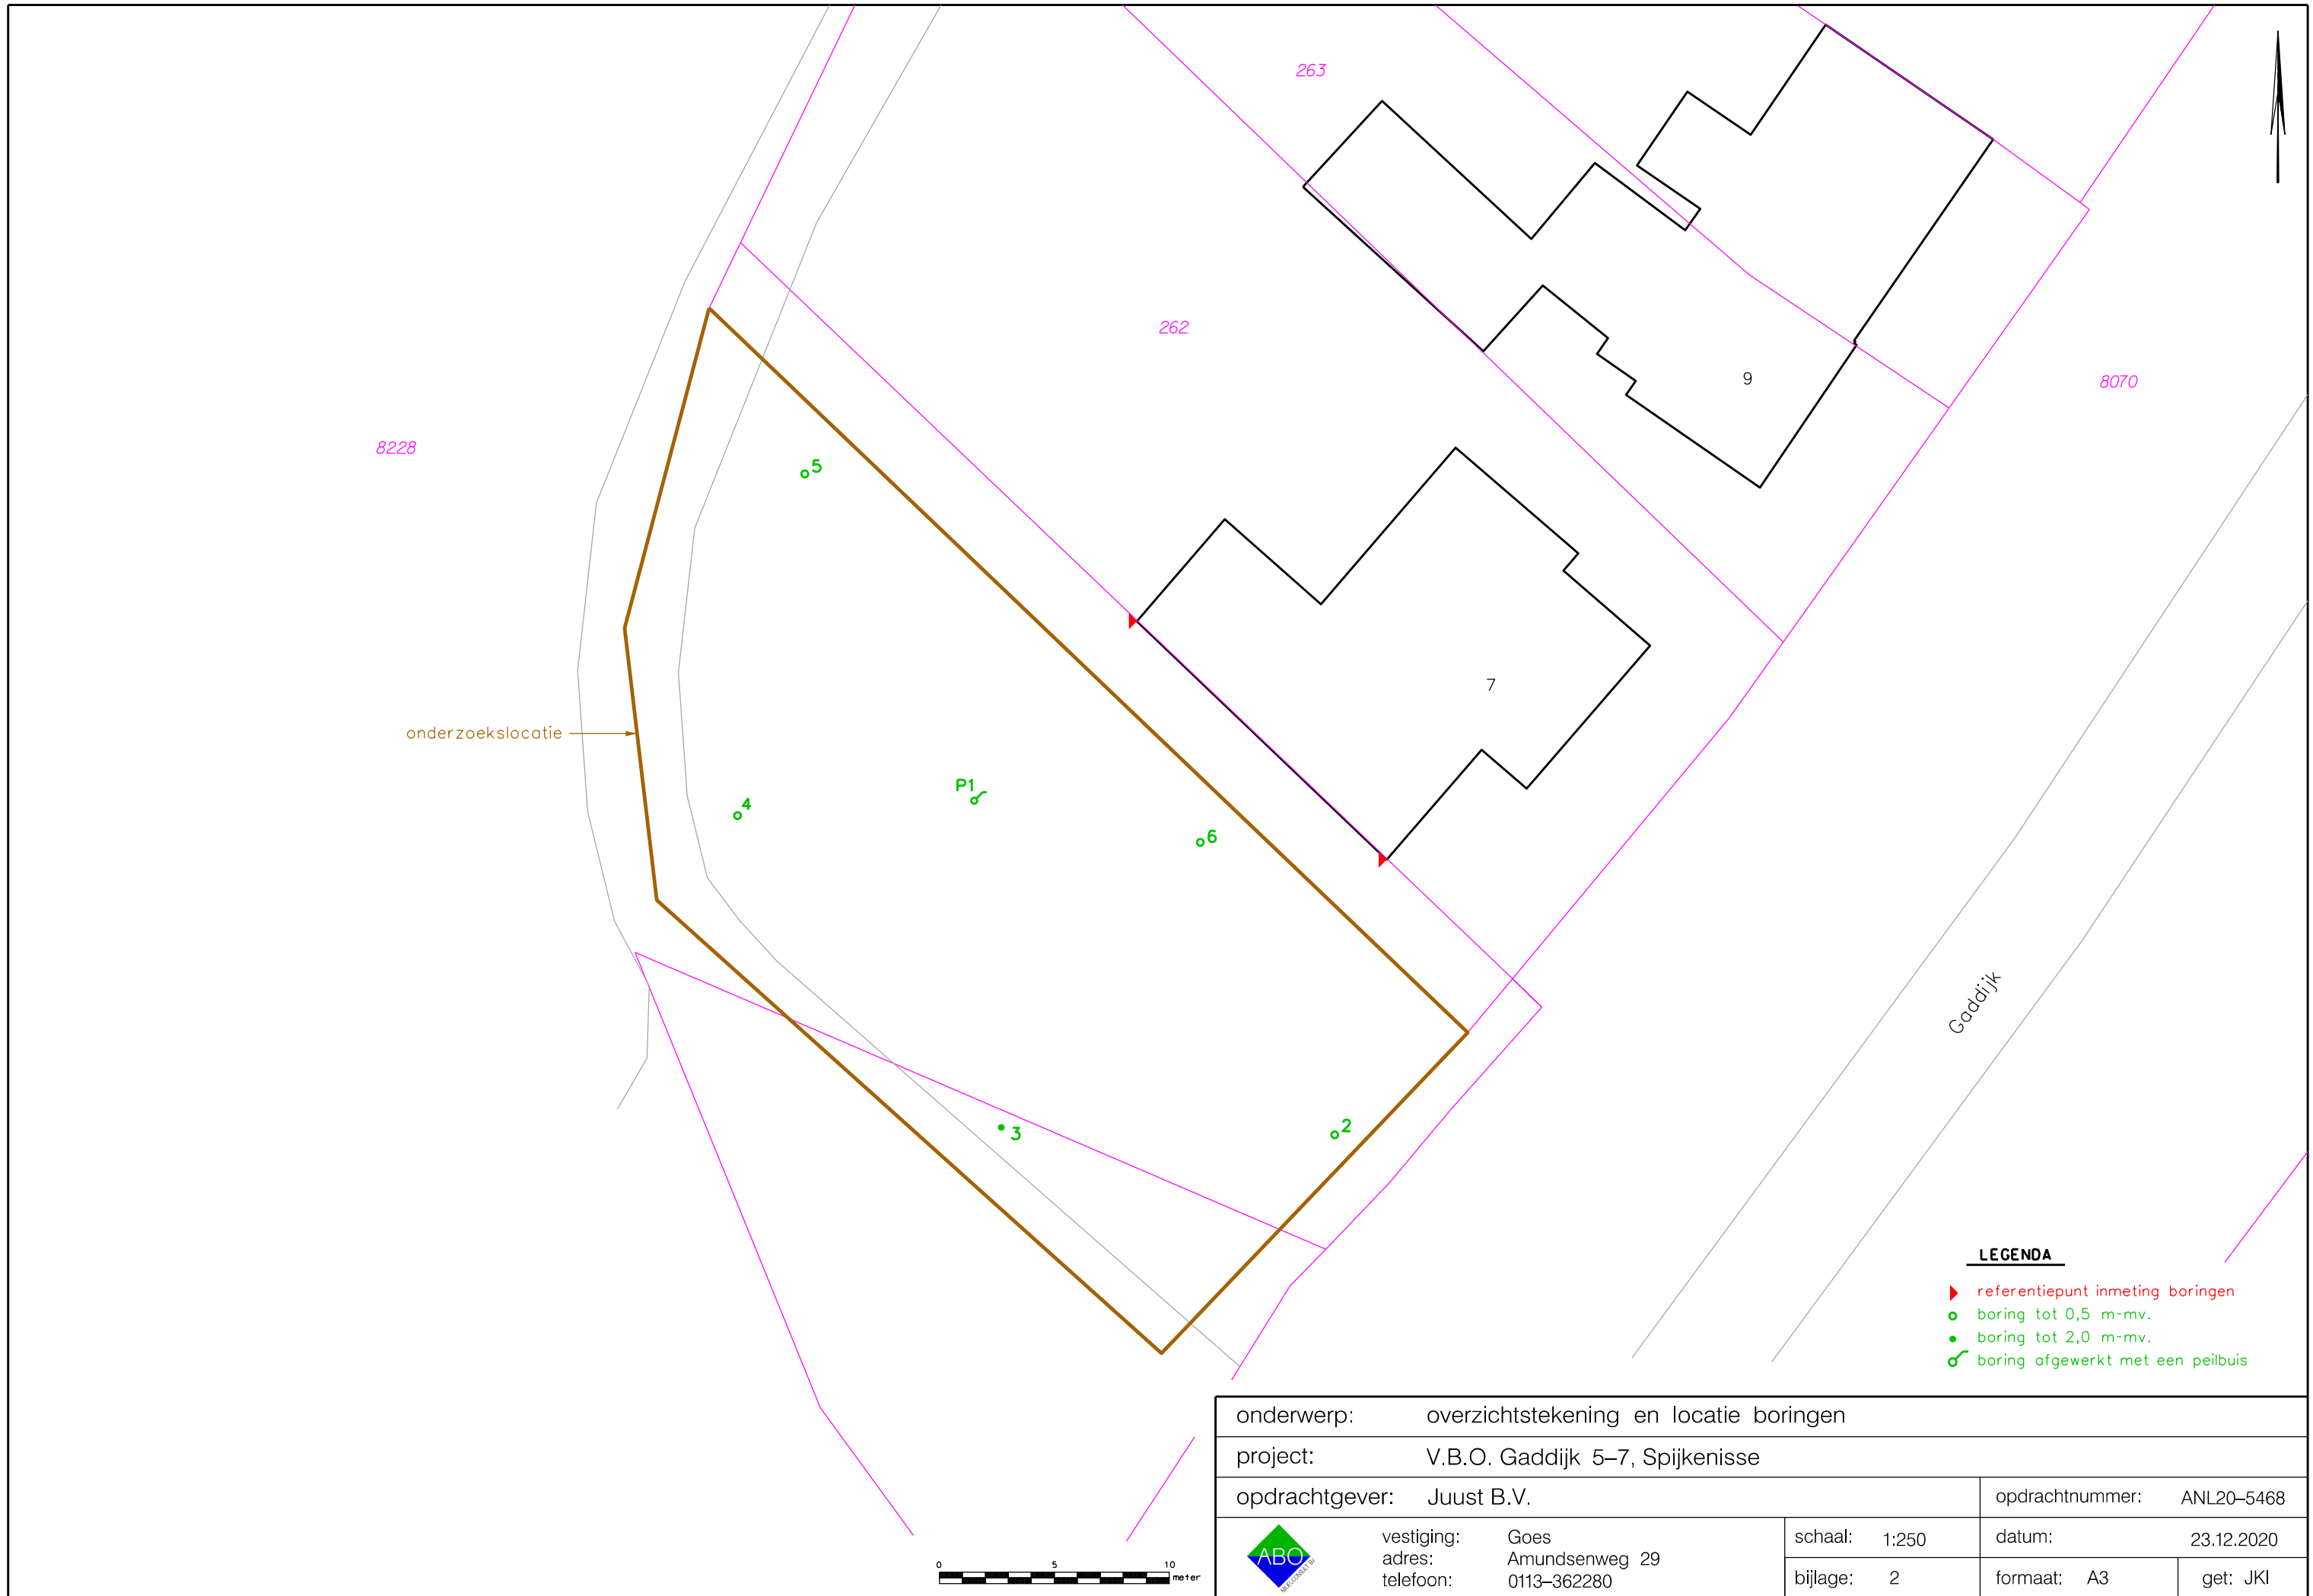 263
262
9
8070
8228
5
7
onderzoekslocatie
P1
4
6
Gaddijk
3
2
LEGENDA
referentiepunt inmeting boringen
boring tot 0,5 m-mv.
boring tot 2,0 m-mv.
boring afgewerkt met een peilbuis
onderwerp: overzichtstekening en locatie boringen
project: V.B.O. Gaddijk 5–7, Spijkenisse
opdrachtgever: Juust B.V.
opdrachtnummer: ANL20–5468
ABO
MILIEUCONSULT BV
vestiging: Goes
adres: Amundsenweg 29
telefoon: 0113–362280
schaal: 1:250
datum: 23.12.2020
bijlage: 2
formaat: A3
get: JKI
0 5 10
meter